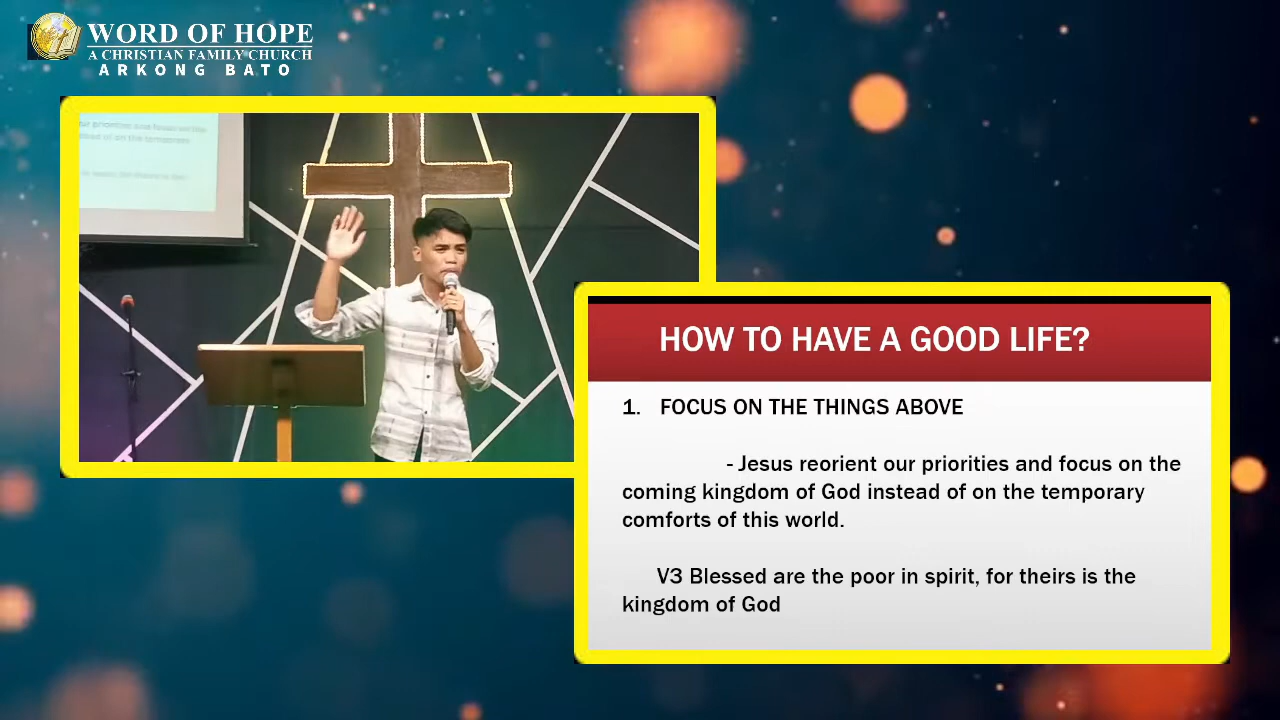 WORD OF HOPE
A CHRISTIAN FAMILY CHURCH
ARKONG BATO
HOW TO HAVE A GOOD LIFE?
1. FOCUS ON THE THINGS ABOVE
- Jesus reorient our priorities and focus on the
coming kingdom of God instead of on the temporary
comforts of this world.
V3 Blessed are the poor in spirit, for theirs is the
kingdom of God